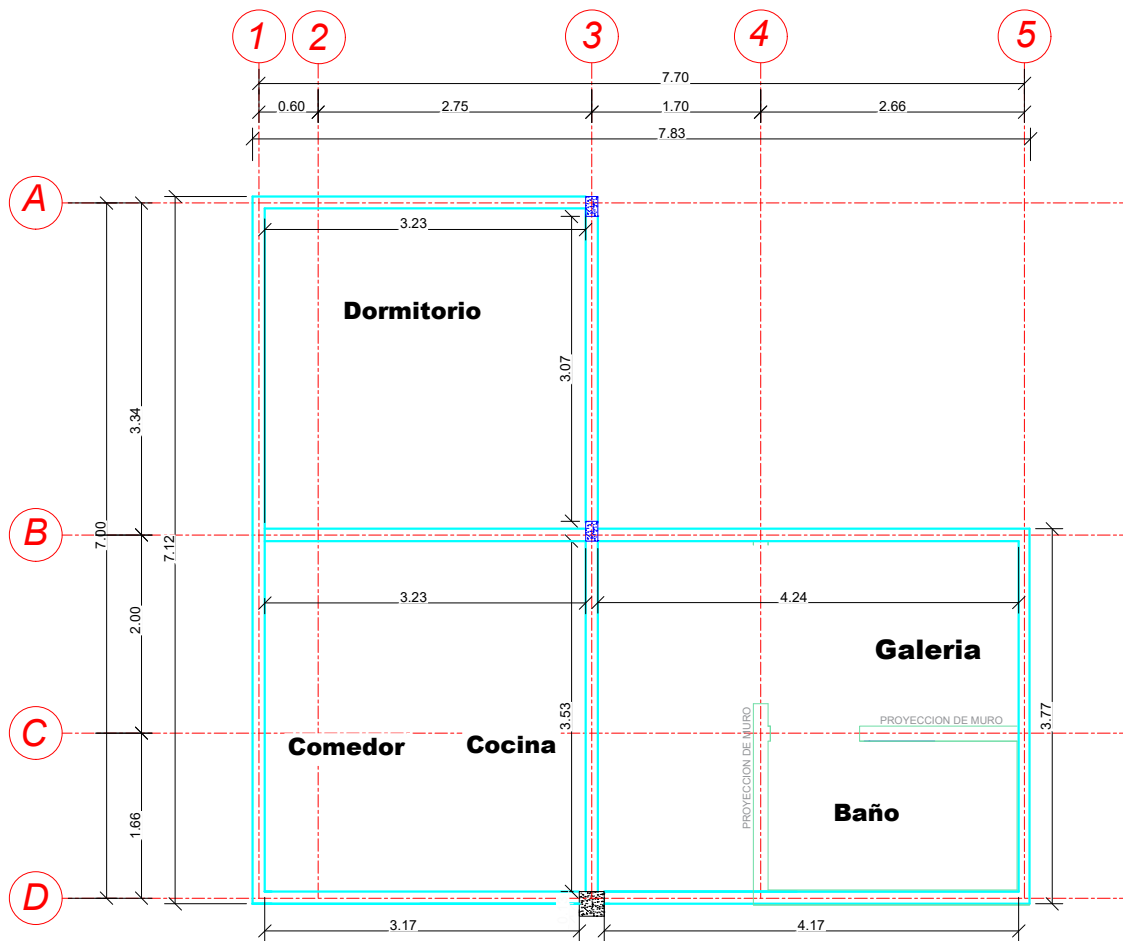 1 2 3 4 5
7.70
0.60 2.75 1.70 2.66
7.83
A
3.23
Dormitorio
3.07
3.34
7.00
7.12
B
3.23 4.24
2.00
Galeria
3.53
3.77
PROYECCION DE MURO
PROYECCION DE MURO
C
Comedor Cocina
1.66
Baño
D
3.17 4.17